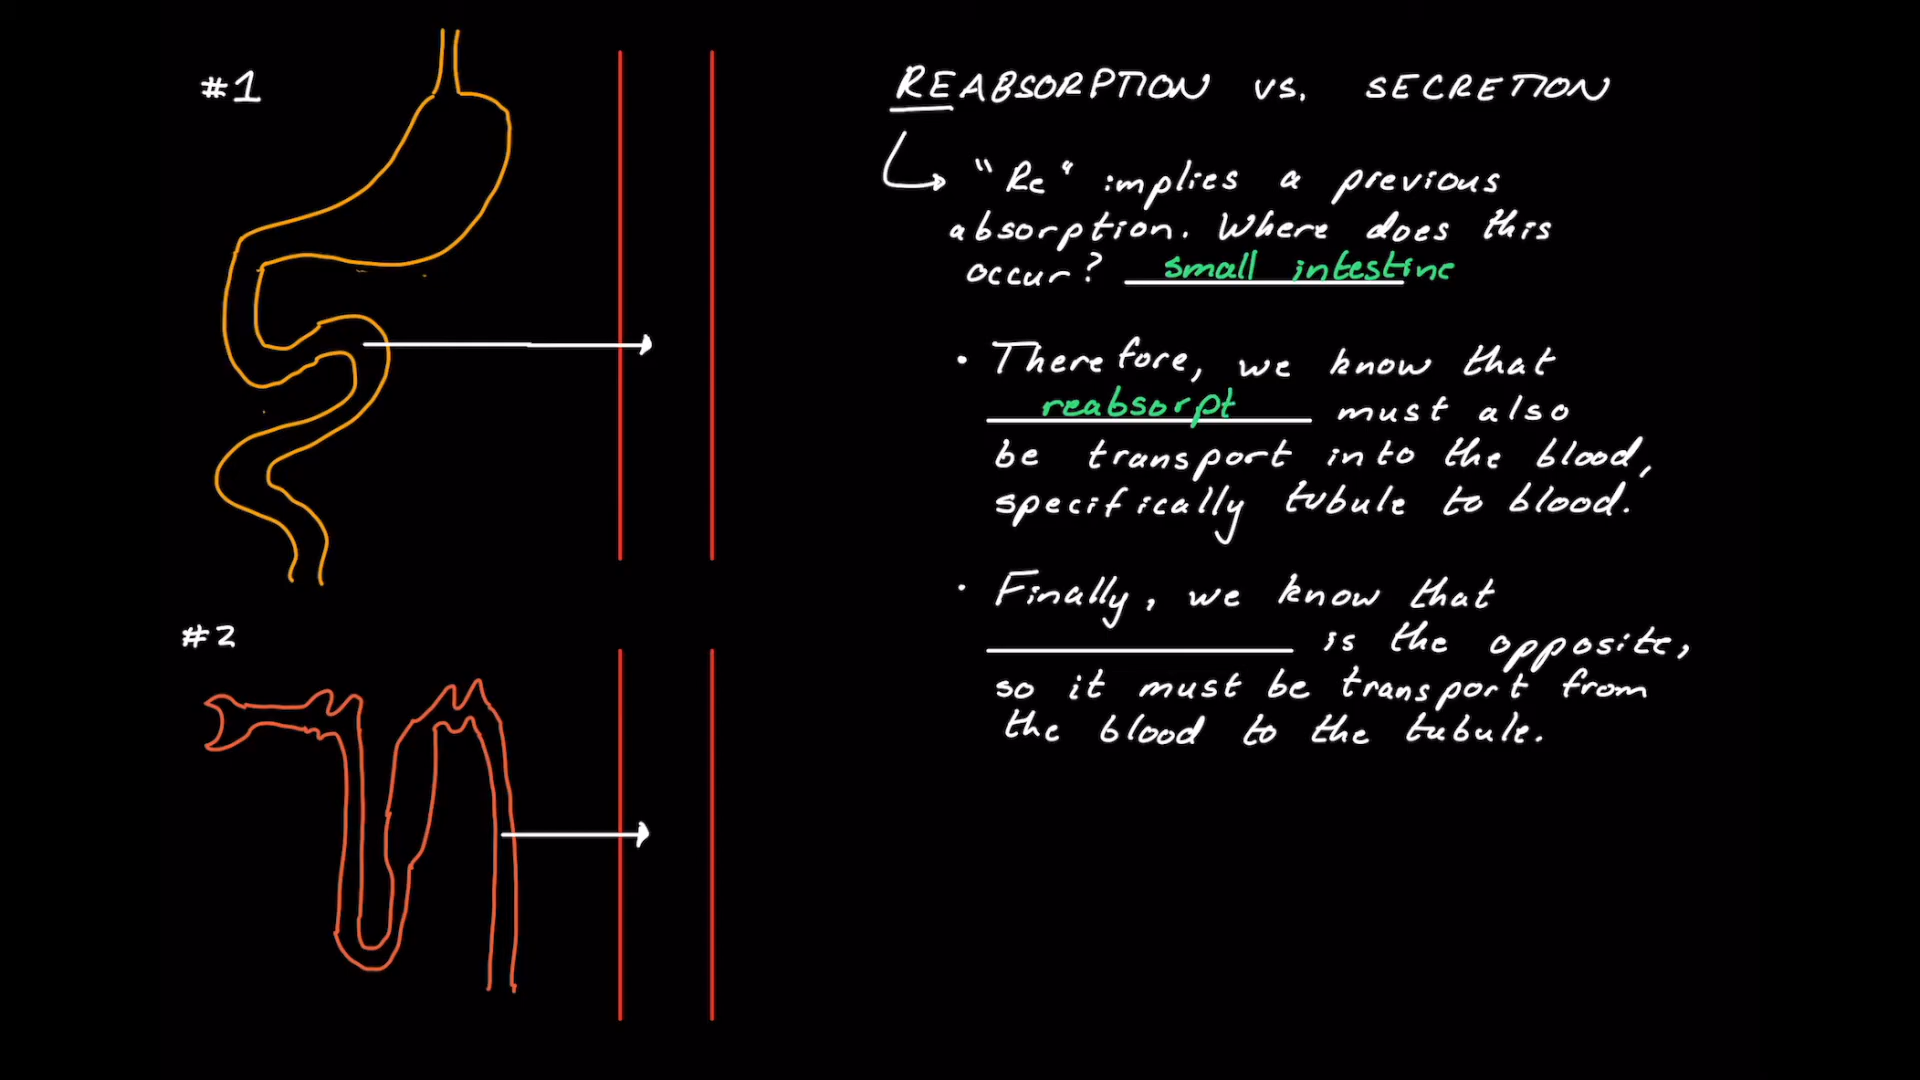 #1
REABSORPTION vs. SECRETION
"Re" implies a previous
absorption. Where does this
occur? small intestine
• Therefore, we know that
reabsorpt must also
be transport into the blood,
specifically tubule to blood.
• Finally, we know that
is the opposite,
so it must be transport from
the blood to the tubule.
#2